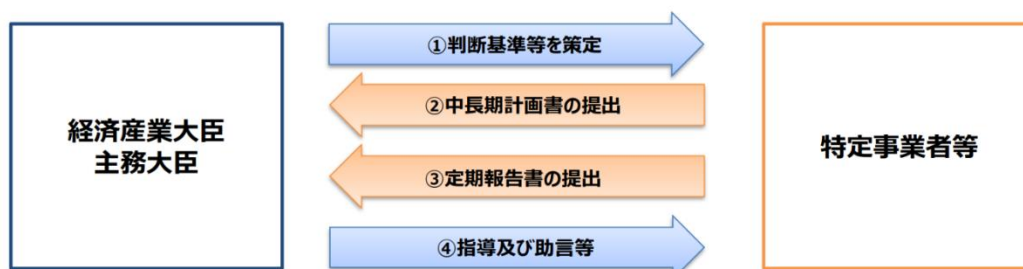 経済産業大臣
主務大臣
①判断基準等を策定
②中長期計画書の提出
③定期報告書の提出
④指導及び助言等
特定事業者等